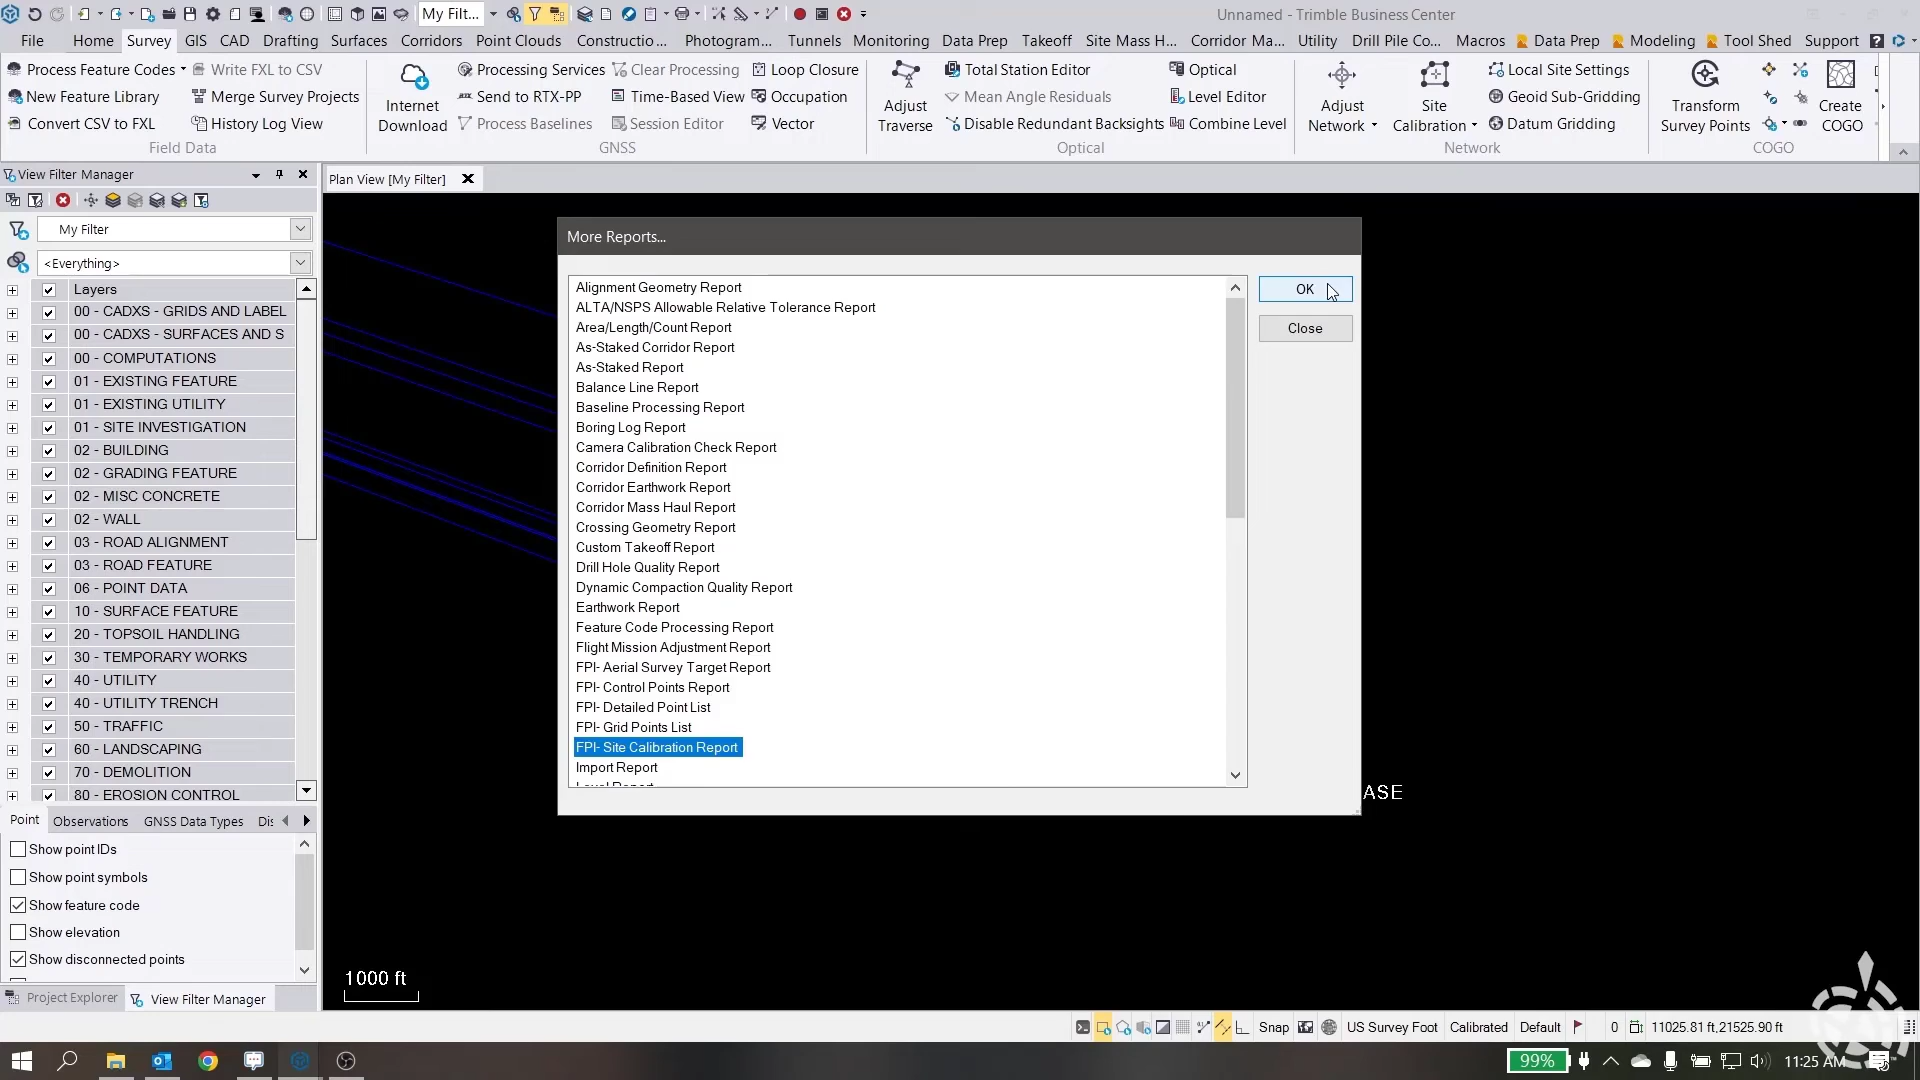 My Filt...
Unnamed - Trimble Business Center
File Home Survey GIS CAD Drafting Surfaces Corridors Point Clouds Constructio... Photogram... Tunnels Monitoring Data Prep Takeoff Site Mass H... Corridor Ma... Utility Drill Pile Co... Macros Data Prep Modeling Tool Shed Support
Process Feature Codes Write FXL to CSV
New Feature Library Merge Survey Projects
Convert CSV to FXL History Log View
Field Data
Internet Download
Processing Services Clear Processing Loop Closure
Send to RTX-PP Time-Based View Occupation
Process Baselines Session Editor Vector
GNSS
Adjust Traverse
Total Station Editor Optical
Mean Angle Residuals Level Editor
Disable Redundant Backsights Combine Level
Optical
Adjust Network
Site Calibration
Local Site Settings
Geoid Sub-Gridding
Datum Gridding
Network
Transform Survey Points
Create COGO
COGO
View Filter Manager
My Filter
<Everything>
Layers
00 - CADXS - GRIDS AND LABEL
00 - CADXS - SURFACES AND S
00 - COMPUTATIONS
01 - EXISTING FEATURE
01 - EXISTING UTILITY
01 - SITE INVESTIGATION
02 - BUILDING
02 - GRADING FEATURE
02 - MISC CONCRETE
02 - WALL
03 - ROAD ALIGNMENT
03 - ROAD FEATURE
06 - POINT DATA
10 - SURFACE FEATURE
20 - TOPSOIL HANDLING
30 - TEMPORARY WORKS
40 - UTILITY
40 - UTILITY TRENCH
50 - TRAFFIC
60 - LANDSCAPING
70 - DEMOLITION
80 - EROSION CONTROL
Point Observations GNSS Data Types Dis
Show point IDs
Show point symbols
Show feature code
Show elevation
Show disconnected points
Project Explorer View Filter Manager
Plan View [My Filter]
More Reports...
Alignment Geometry Report
ALTA/NSPS Allowable Relative Tolerance Report
Area/Length/Count Report
As-Staked Corridor Report
As-Staked Report
Balance Line Report
Baseline Processing Report
Boring Log Report
Camera Calibration Check Report
Corridor Definition Report
Corridor Earthwork Report
Corridor Mass Haul Report
Crossing Geometry Report
Custom Takeoff Report
Drill Hole Quality Report
Dynamic Compaction Quality Report
Earthwork Report
Feature Code Processing Report
Flight Mission Adjustment Report
FPI- Aerial Survey Target Report
FPI- Control Points Report
FPI- Detailed Point List
FPI- Grid Points List
FPI- Site Calibration Report
Import Report
Level Report
OK
Close
ASE
1000 ft
Snap US Survey Foot Calibrated Default 0 11025.81 ft,21525.90 ft
99% 11:25 AM